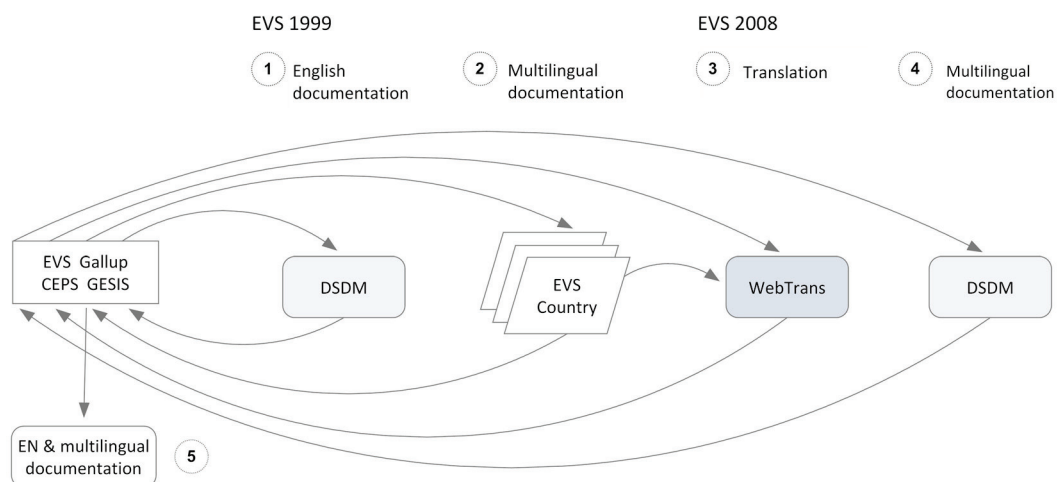 EVS 1999
EVS 2008
1 English documentation
2 Multilingual documentation
3 Translation
4 Multilingual documentation
EVS Gallup
CEPS GESIS
DSDM
EVS
Country
WebTrans
DSDM
EN & multilingual
documentation
5